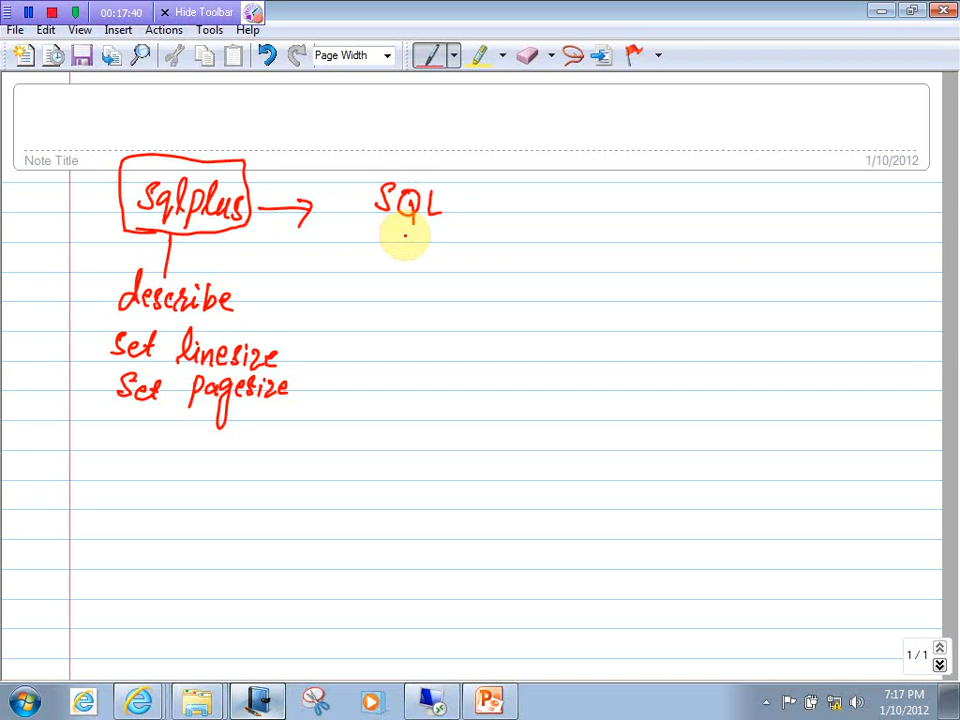 00:17:40 Hide Toolbar
File Edit View Insert Actions Tools Help
Page Width
Note Title 1/10/2012
sqlplus → SQL
describe
set linesize
Set pagesize
1 / 1
7:17 PM
1/10/2012